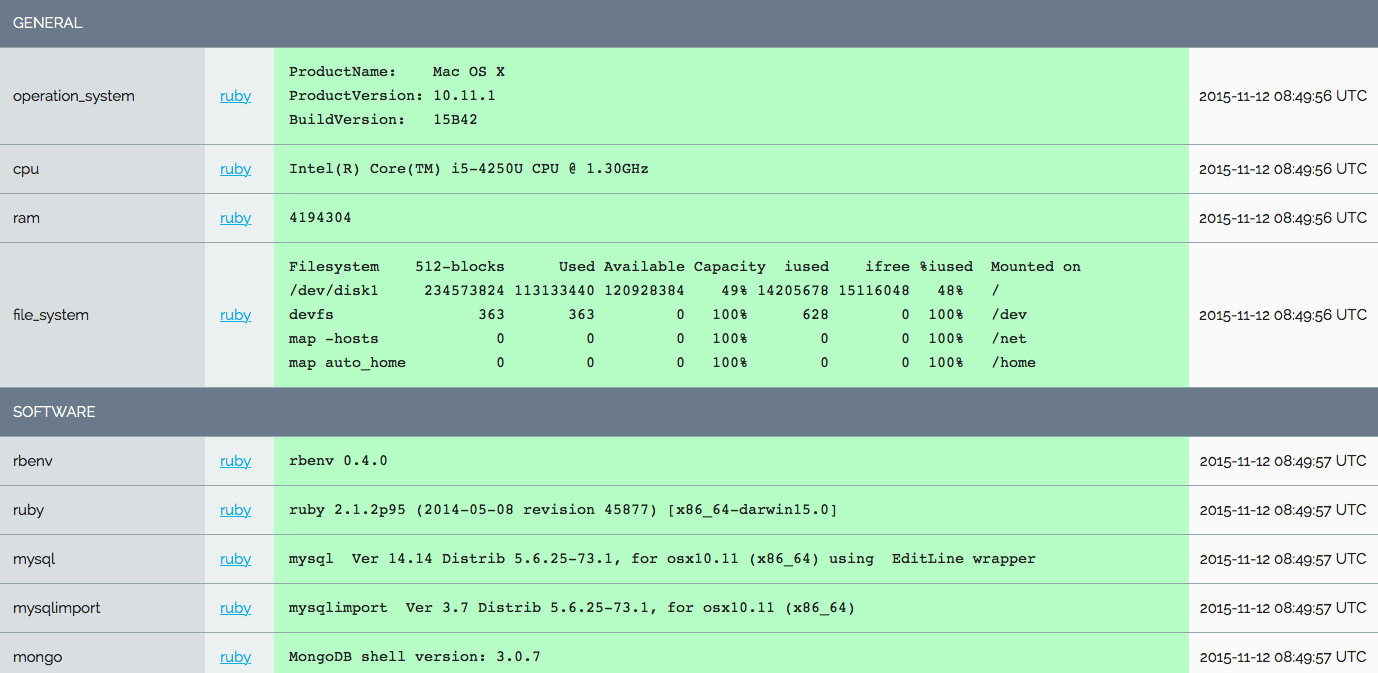 GENERAL
operation_system ruby ProductName:    Mac OS X 2015-11-12 08:49:56 UTC
ProductVersion: 10.11.1
BuildVersion:   15B42
cpu ruby Intel(R) Core(TM) i5-4250U CPU @ 1.30GHz 2015-11-12 08:49:56 UTC
ram ruby 4194304 2015-11-12 08:49:56 UTC
file_system ruby Filesystem    512-blocks      Used Available Capacity  iused    ifree %iused  Mounted on 2015-11-12 08:49:56 UTC
/dev/disk1     234573824 113133440 120928384    49% 14205678 15116048   48%   /
devfs                363       363         0   100%      628        0  100%   /dev
map -hosts             0         0         0   100%        0        0  100%   /net
map auto_home          0         0         0   100%        0        0  100%   /home
SOFTWARE
rbenv ruby rbenv 0.4.0 2015-11-12 08:49:57 UTC
ruby ruby ruby 2.1.2p95 (2014-05-08 revision 45877) [x86_64-darwin15.0] 2015-11-12 08:49:57 UTC
mysql ruby mysql  Ver 14.14 Distrib 5.6.25-73.1, for osx10.11 (x86_64) using  EditLine wrapper 2015-11-12 08:49:57 UTC
mysqlimport ruby mysqlimport  Ver 3.7 Distrib 5.6.25-73.1, for osx10.11 (x86_64) 2015-11-12 08:49:57 UTC
mongo ruby MongoDB shell version: 3.0.7 2015-11-12 08:49:57 UTC